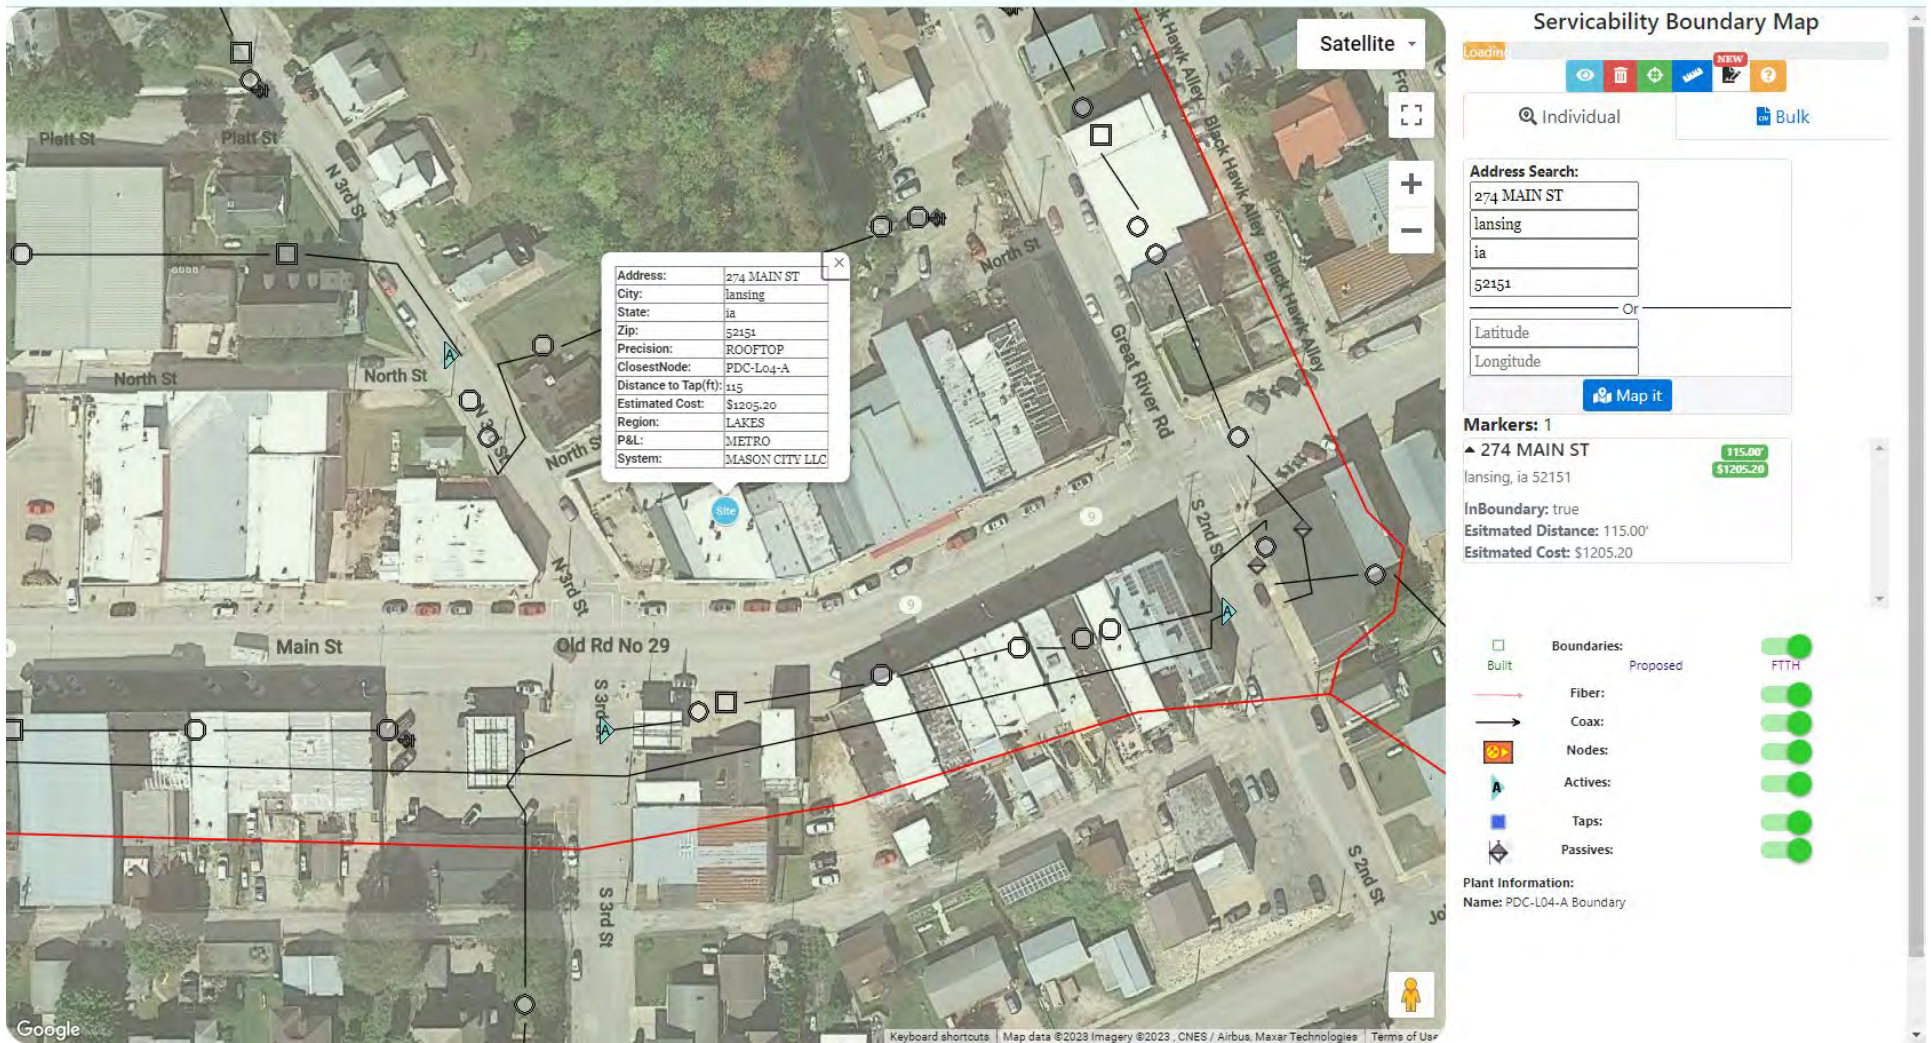 Servicability Boundary Map
Loading
NEW
Individual
Bulk
Address Search:
274 MAIN ST
lansing
ia
52151
Or
Latitude
Longitude
Map it
Markers: 1
274 MAIN ST
115.00'
$1205.20
lansing, ia 52151
InBoundary: true
Esitmated Distance: 115.00'
Esitmated Cost: $1205.20
Boundaries:
Built
Proposed
FTTH
Fiber:
Coax:
Nodes:
A
Actives:
Taps:
Passives:
Plant Information:
Name: PDC-L04-A Boundary
Satellite
Address: 274 MAIN ST
City: lansing
State: ia
Zip: 52151
Precision: ROOFTOP
ClosestNode: PDC-L04-A
Distance to Tap(ft): 115
Estimated Cost: $1205.20
Region: LAKES
P&L: METRO
System: MASON CITY LLC
Site
Platt St
Platt St
N 3rd St
North St
North St
N 3rd St
North St
North St
N 3rd St
Black Hawk Alley
Black Hawk Alley
Black Hawk Alley
Great River Rd
S 2nd St
9
9
Main St
Old Rd No 29
S 3rd St
S 3rd St
S 2nd St
A
A
A
Google
Keyboard shortcuts
Map data ©2023 Imagery ©2023 , CNES / Airbus, Maxar Technologies
Terms of Use